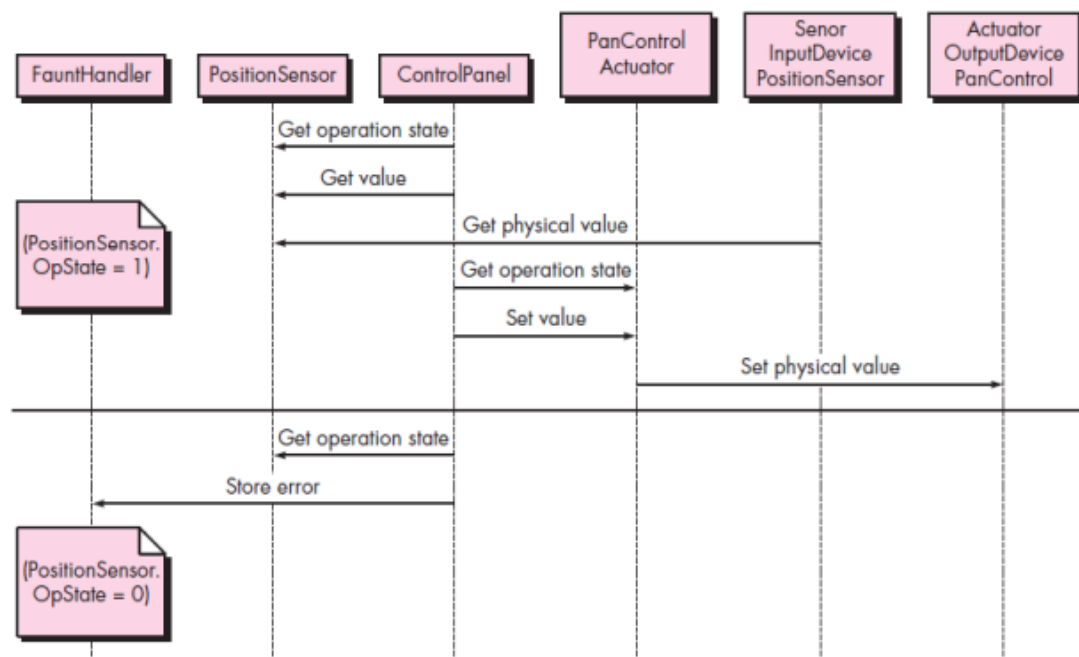 FauntHandler
PositionSensor
ControlPanel
PanControl
Actuator
Senor
InputDevice
PositionSensor
Actuator
OutputDevice
PanControl
Get operation state
Get value
(PositionSensor.
OpState = 1)
Get physical value
Get operation state
Set value
Set physical value
Get operation state
Store error
(PositionSensor.
OpState = 0)